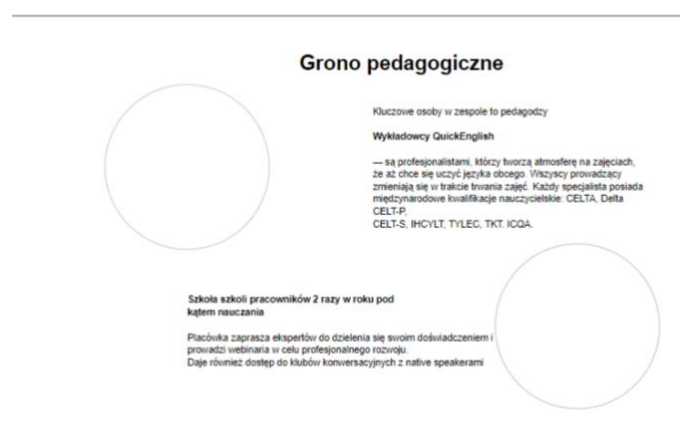 Grono pedagogiczne
Kluczowe osoby w zespole to pedagodzy
Wykładowcy QuickEnglish
— są profesjonalistami, którzy tworzą atmosferę na zajęciach,
że aż chce się uczyć języka obcego. Wszyscy prowadzący
zmieniają się w trakcie trwania zajęć. Każdy specjalista posiada
międzynarodowe kwalifikacje nauczycielskie: CELTA, Delta
CELT-P,
CELT-S, IHCYLT, TYLEC, TKT. ICQA.
Szkoła szkoli pracowników 2 razy w roku pod
kątem nauczania
Placówka zaprasza ekspertów do dzielenia się swoim doświadczeniem i
prowadzi webinaria w celu profesjonalnego rozwoju.
Daje również dostęp do klubów konwersacyjnych z native speakerami